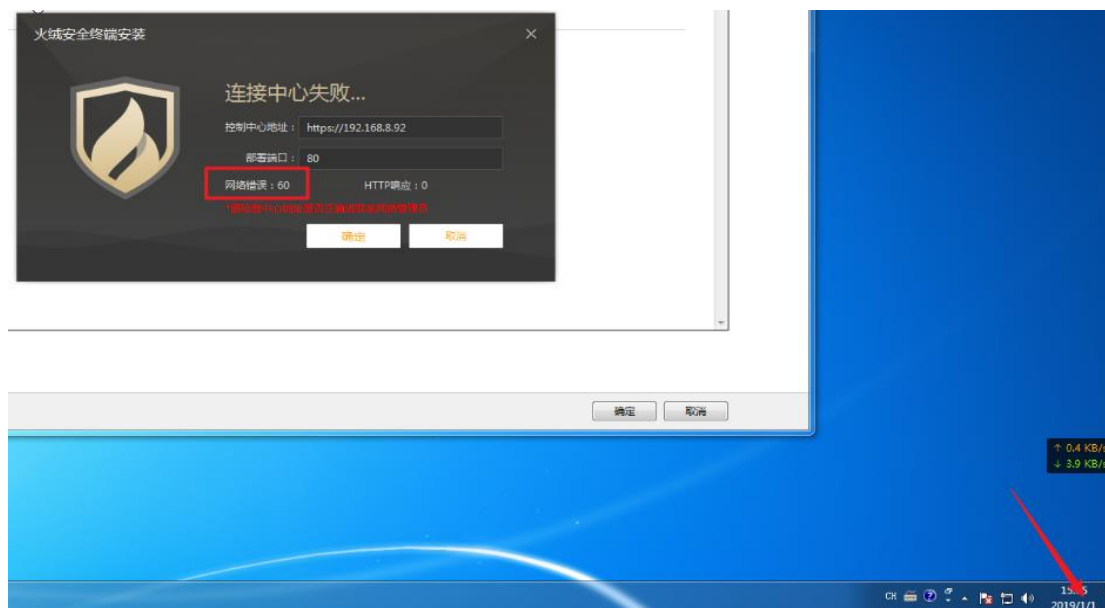 火绒安全终端安装
连接中心失败...
控制中心地址： https://192.168.8.92
部署端口： 80
网络错误：60 HTTP响应：0
确定 取消
确定 取消
↑ 0.4 KB/s
↓ 3.9 KB/s
CH
2019/1/1